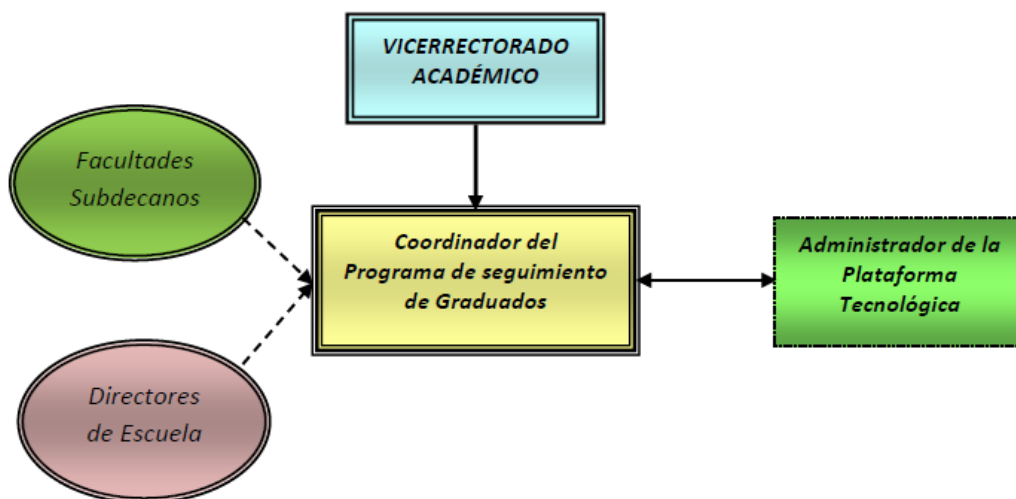 VICERRECTORADO
ACADÉMICO
Facultades
Subdecanos
Coordinador del
Programa de seguimiento
de Graduados
Administrador de la
Plataforma
Tecnológica
Directores
de Escuela